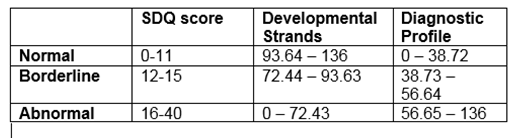 SDQ score Developmental Diagnostic
Strands Profile
Normal 0-11 93.64 – 136 0 – 38.72
Borderline 12-15 72.44 – 93.63 38.73 –
56.64
Abnormal 16-40 0 – 72.43 56.65 – 136